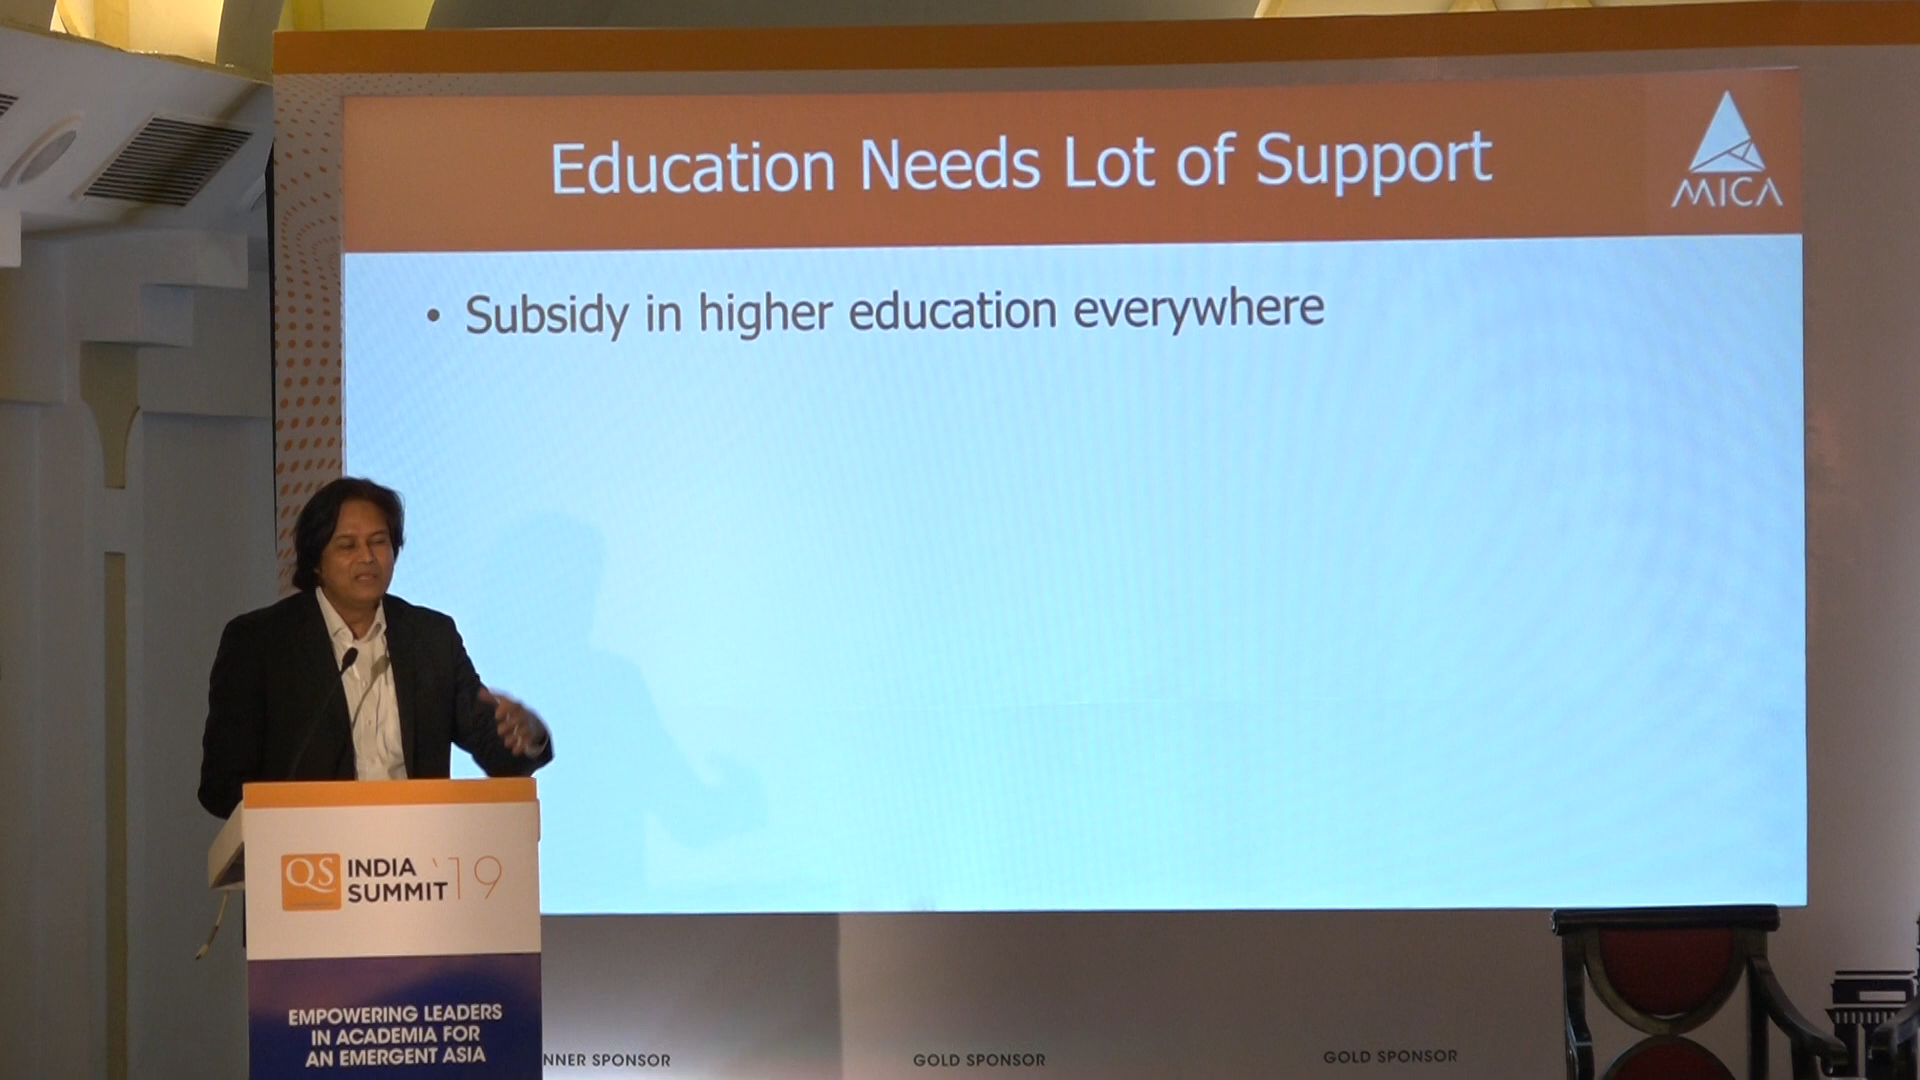 Education Needs Lot of Support
MICA
• Subsidy in higher education everywhere
QS INDIA SUMMIT '19
EMPOWERING LEADERS
IN ACADEMIA FOR
AN EMERGENT ASIA
SPONSOR
GOLD SPONSOR
GOLD SPONSOR